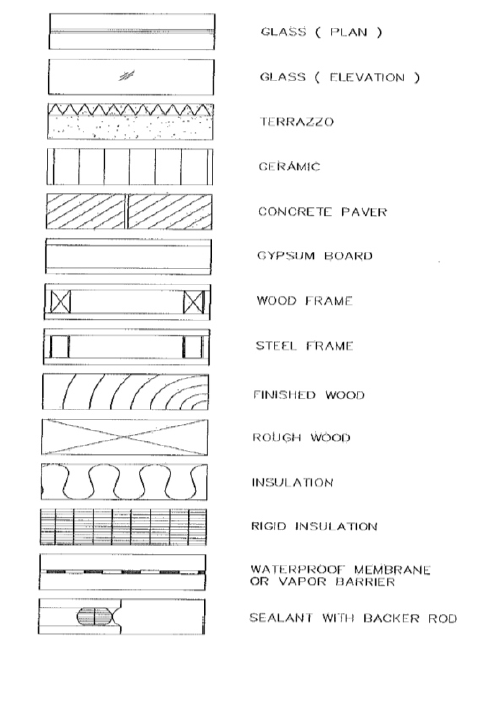 GLASS ( PLAN )
GLASS ( ELEVATION )
TERRAZZO
CERAMIC
CONCRETE PAVER
GYPSUM BOARD
WOOD FRAME
STEEL FRAME
FINISHED WOOD
ROUGH WOOD
INSULATION
RIGID INSULATION
WATERPROOF MEMBRANE
OR VAPOR BARRIER
SEALANT WITH BACKER ROD